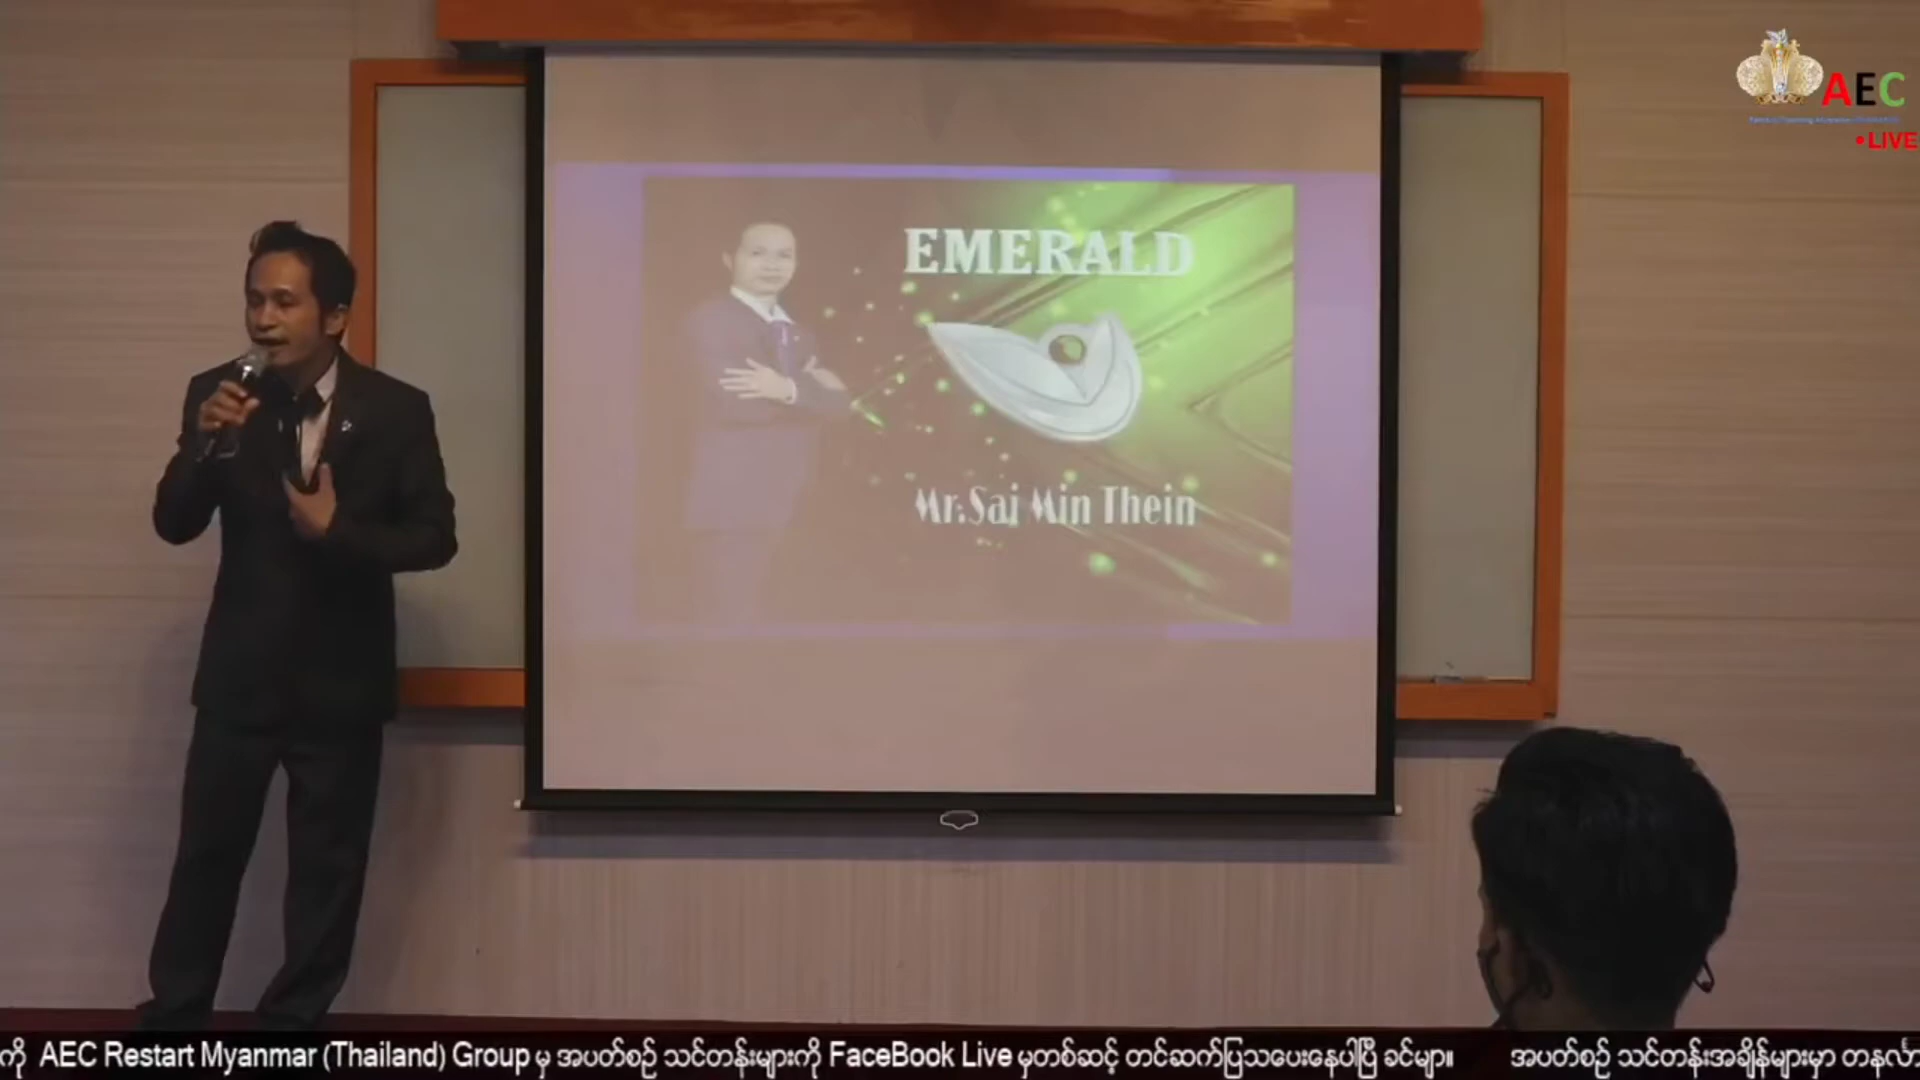 AEC
• LIVE
EMERALD
Mr.Sai Min Thein
ကို AEC Restart Myanmar (Thailand) Group မှ အပတ်စဉ် သင်တန်းများကို FaceBook Live မှတစ်ဆင့် တင်ဆက်ပြသပေးနေပါပြီ ခင်မျာ။ အပတ်စဉ် သင်တန်းအချိန်များမှာ တနင်္လာ